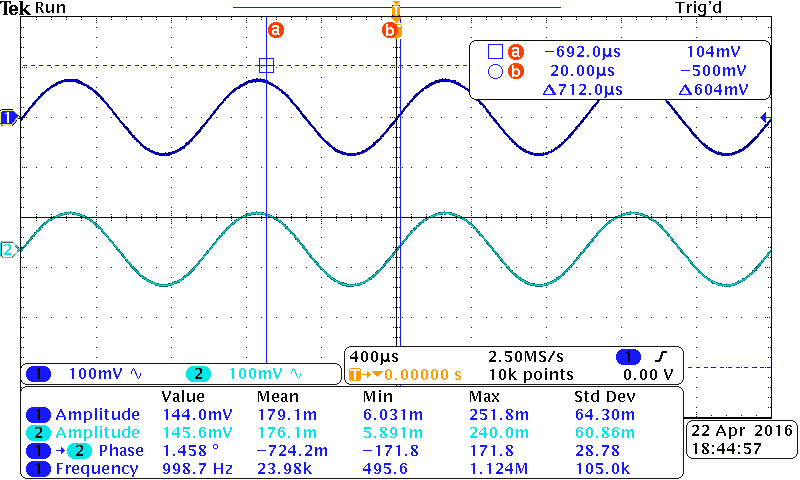 Tek Run Trig'd
T
a b
a −692.0µs 104mV
b 20.00µs −500mV
Δ712.0µs Δ604mV
1
2
1 100mV 2 100mV
400µs 2.50MS/s 1
T 0.00000 s 10k points 0.00 V
Value Mean Min Max Std Dev
1 Amplitude 144.0mV 179.1m 6.031m 251.8m 64.30m
2 Amplitude 145.6mV 176.1m 5.891m 240.0m 60.86m
1 → 2 Phase 1.458 ° −724.2m −171.8 171.8 28.78
1 Frequency 998.7 Hz 23.98k 495.6 1.124M 105.0k
22 Apr 2016
18:44:57